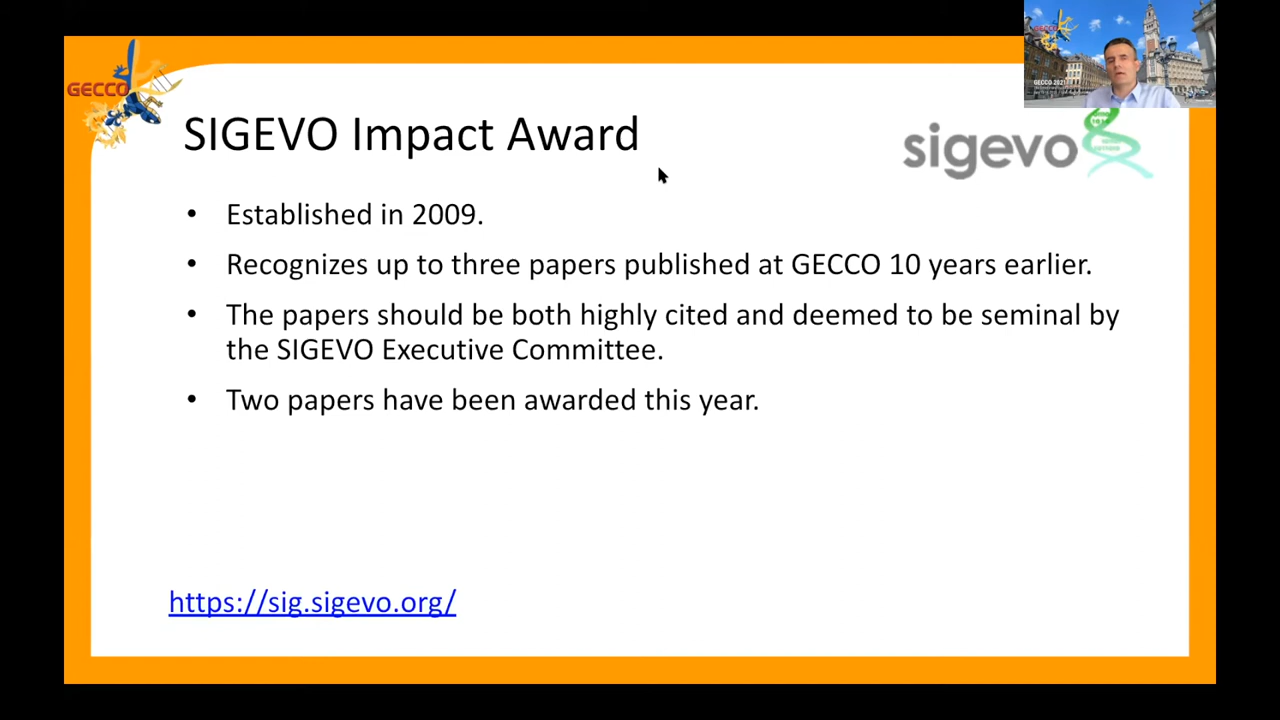 GECCO
GECCO 2021
SIGEVO Impact Award
sigevo
• Established in 2009.
• Recognizes up to three papers published at GECCO 10 years earlier.
• The papers should be both highly cited and deemed to be seminal by
the SIGEVO Executive Committee.
• Two papers have been awarded this year.
https://sig.sigevo.org/